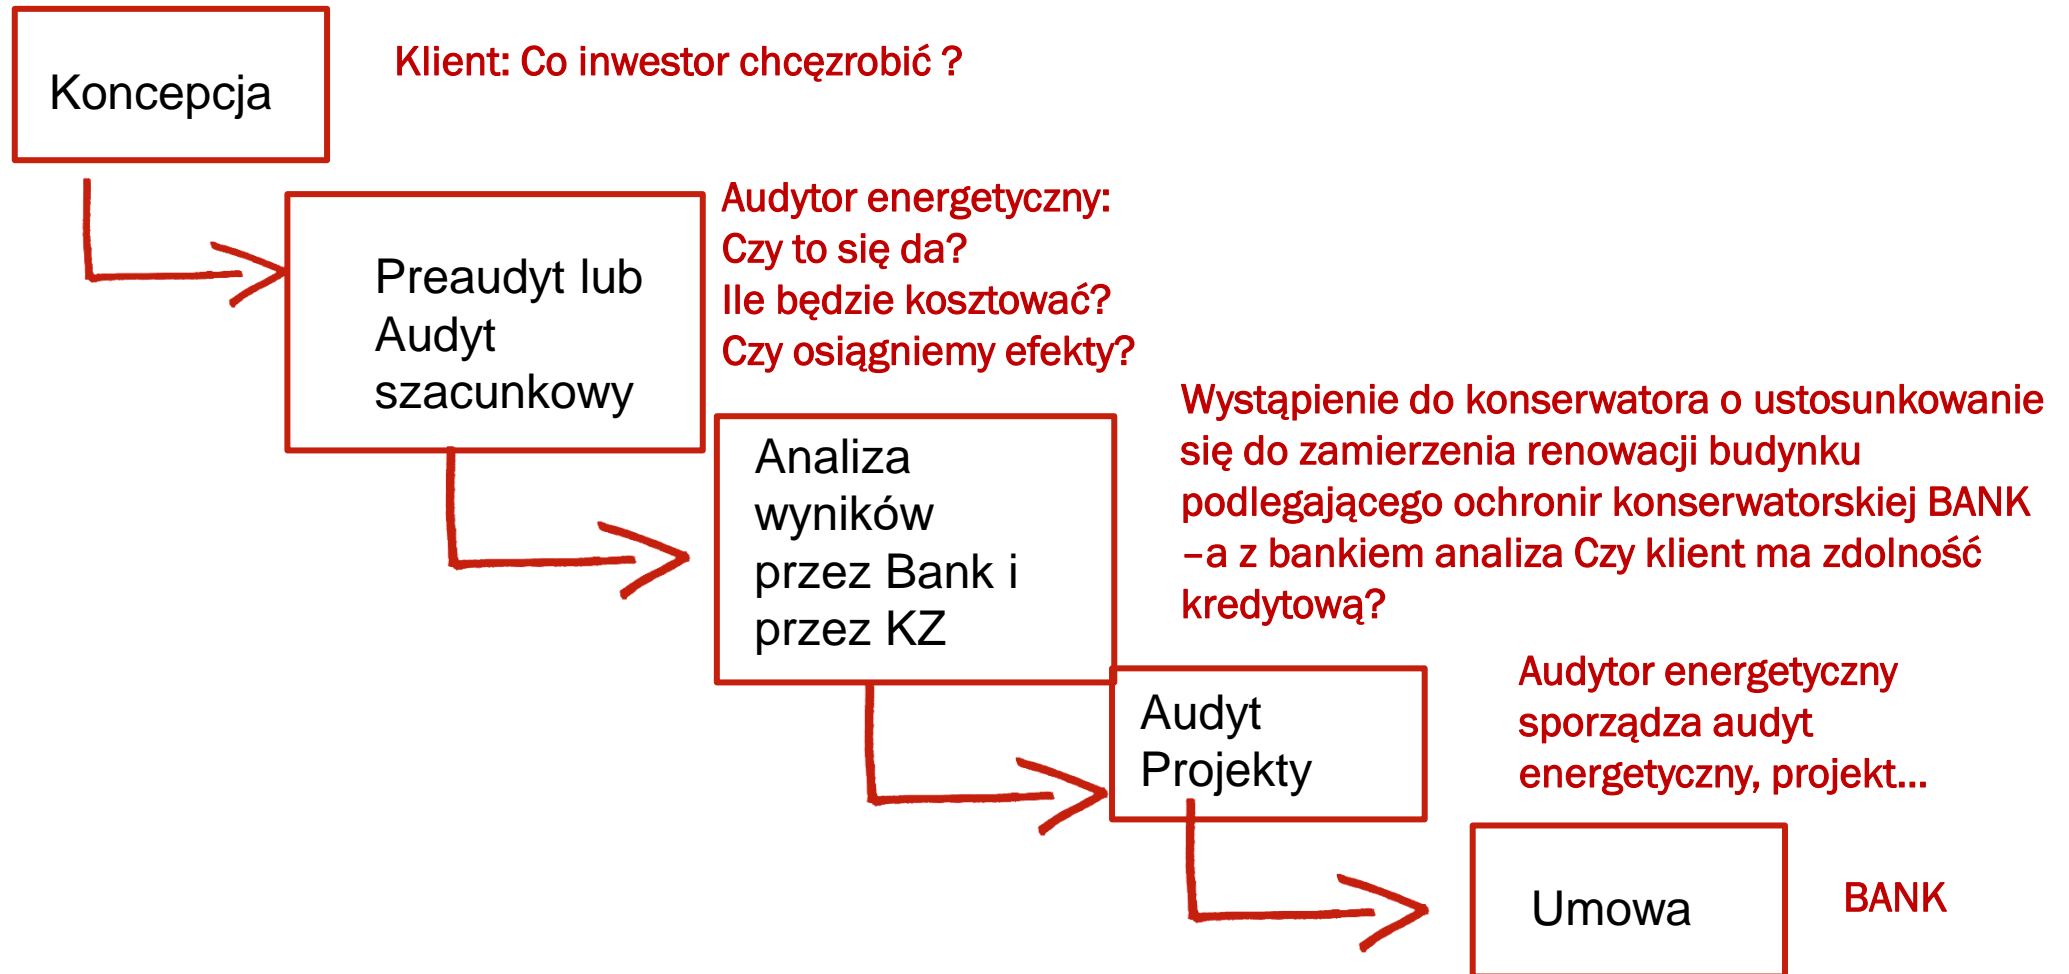 Koncepcja
Klient: Co inwestor chcęzrobić ?
Preaudyt lub
Audyt
szacunkowy
Audytor energetyczny:
Czy to się da?
Ile będzie kosztować?
Czy osiągniemy efekty?
Analiza
wyników
przez Bank i
przez KZ
Wystąpienie do konserwatora o ustosunkowanie
się do zamierzenia renowacji budynku
podlegającego ochronir konserwatorskiej BANK
–a z bankiem analiza Czy klient ma zdolność
kredytową?
Audyt
Projekty
Audytor energetyczny
sporządza audyt
energetyczny, projekt...
Umowa
BANK